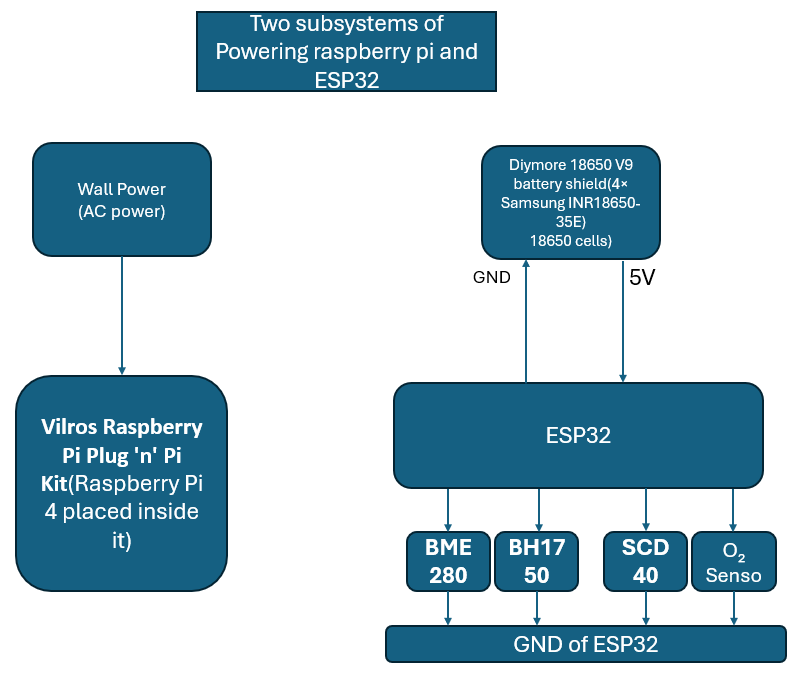 Two subsystems of
Powering raspberry pi and
ESP32
Wall Power
(AC power)
Diymore 18650 V9
battery shield(4×
Samsung INR18650-
35E)
18650 cells)
GND
5V
Vilros Raspberry
Pi Plug 'n' Pi
Kit(Raspberry Pi
4 placed inside
it)
ESP32
BME
280
BH17
50
SCD
40
O₂
Senso
GND of ESP32